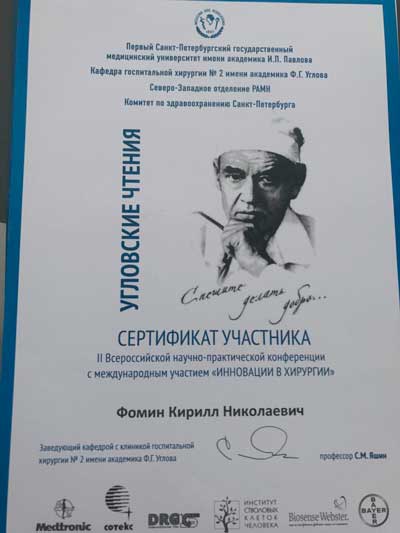 Первый Санкт-Петербургский государственный
медицинский университет имени академика И.П. Павлова
Кафедра госпитальной хирургии № 2 имени академика Ф.Г. Углова
Северо-Западное отделение РАМН
Комитет по здравоохранению Санкт-Петербурга
УГЛОВСКИЕ ЧТЕНИЯ
Спешите
делать
добро...
СЕРТИФИКАТ УЧАСТНИКА
II Всероссийской научно-практической конференции
с международным участием «ИННОВАЦИИ В ХИРУРГИИ»
Фомин Кирилл Николаевич
Заведующий кафедрой с клиникой госпитальной
хирургии № 2 имени академика Ф.Г. Углова
профессор С.М. Яшин
Medtronic
сотекс
ИНСТИТУТ
СТВОЛОВЫХ
КЛЕТОК
ЧЕЛОВЕКА
Biosense Webster
BAYER
BAYER